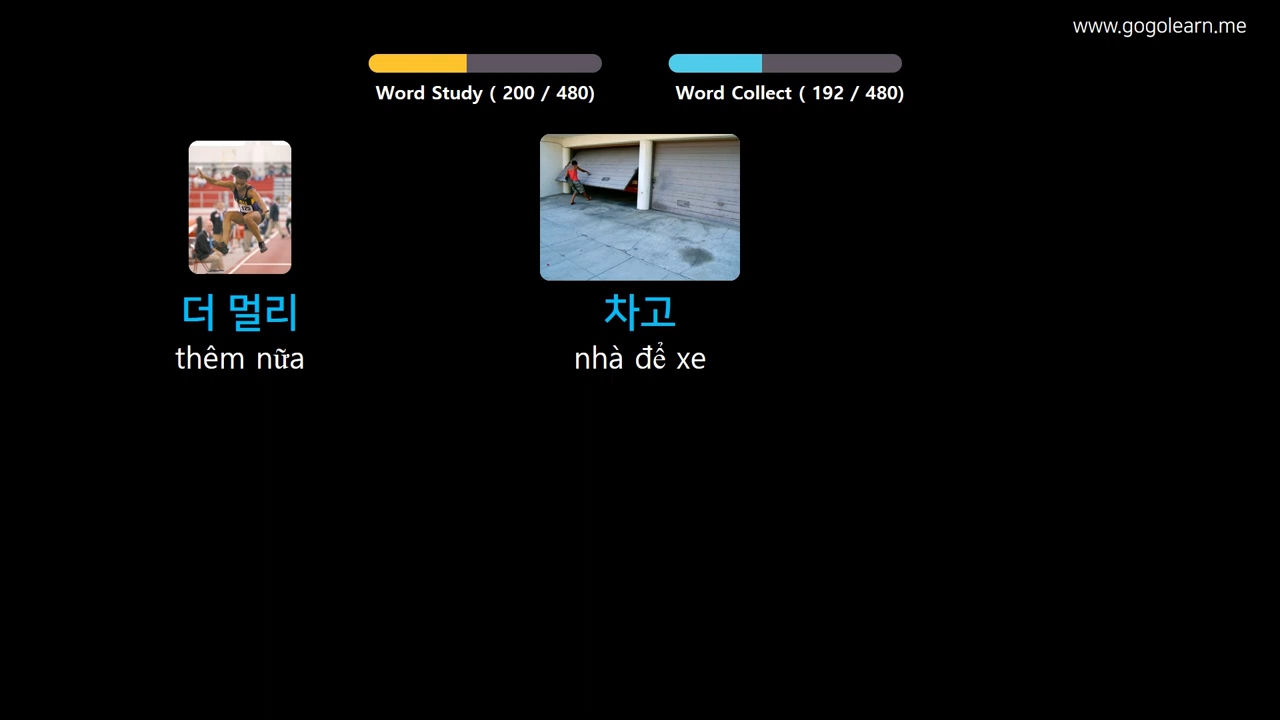 www.gogolearn.me
Word Study ( 200 / 480)
Word Collect ( 192 / 480)
더 멀리
thêm nữa
차고
nhà để xe